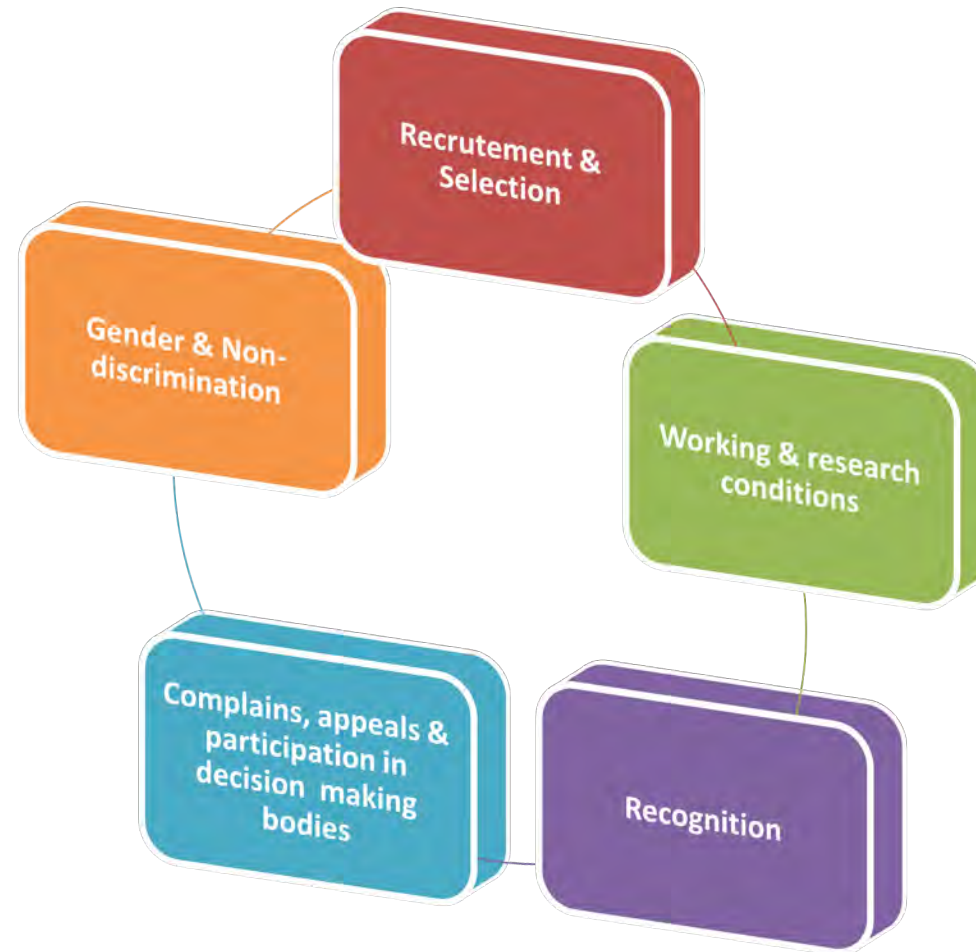 Recrutement &
Selection
Gender & Non-
discrimination
Working & research
conditions
Complains, appeals &
participation in
decision making
bodies
Recognition